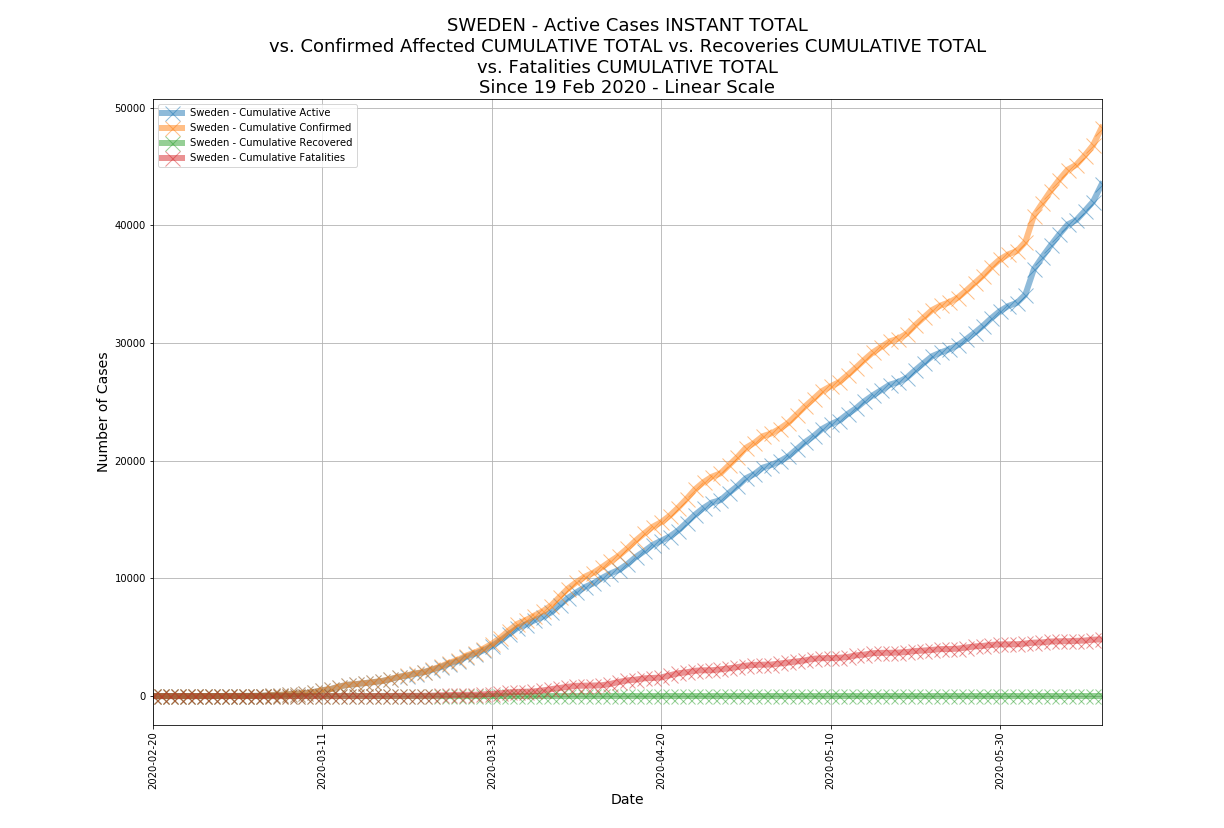 SWEDEN - Active Cases INSTANT TOTAL
vs. Confirmed Affected CUMULATIVE TOTAL vs. Recoveries CUMULATIVE TOTAL
vs. Fatalities CUMULATIVE TOTAL
Since 19 Feb 2020 - Linear Scale
Sweden - Cumulative Active
Sweden - Cumulative Confirmed
Sweden - Cumulative Recovered
Sweden - Cumulative Fatalities
50000
40000
30000
20000
10000
0
Number of Cases
2020-02-20
2020-03-11
2020-03-31
2020-04-20
2020-05-10
2020-05-30
Date